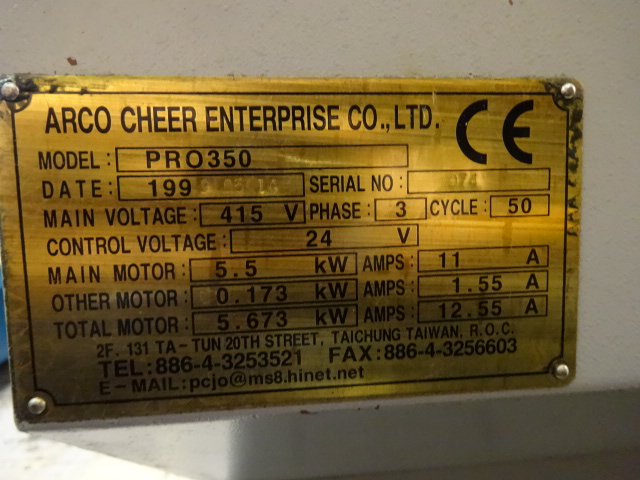 ARCO CHEER ENTERPRISE CO.,LTD. CE
MODEL: PRO350
DATE: 199 SERIAL NO: 074
MAIN VOLTAGE: 415 V PHASE: 3 CYCLE: 50
CONTROL VOLTAGE: 24 V
MAIN MOTOR: 5.5 kW AMPS: 11 A
OTHER MOTOR: 0.173 kW AMPS: 1.55 A
TOTAL MOTOR: 5.673 kW AMPS: 12.55 A
2F. 131 TA-TUN 20TH STREET, TAICHUNG TAIWAN, R.O.C.
TEL:886-4-3253521 FAX:886-4-3256603
E-MAIL:pcjo@ms8.hinet.net